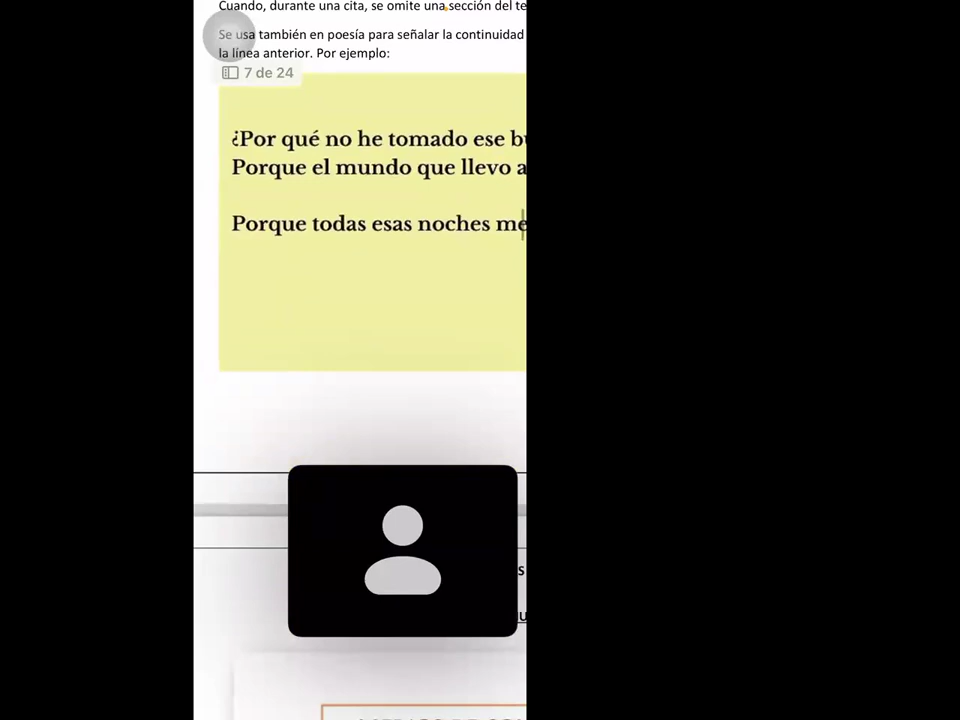 Cuando, durante una cita, se omite una sección del te
Se usa también en poesía para señalar la continuidad
la línea anterior. Por ejemplo:
7 de 24
¿Por qué no he tomado ese b
Porque el mundo que llevo a
Porque todas esas noches me